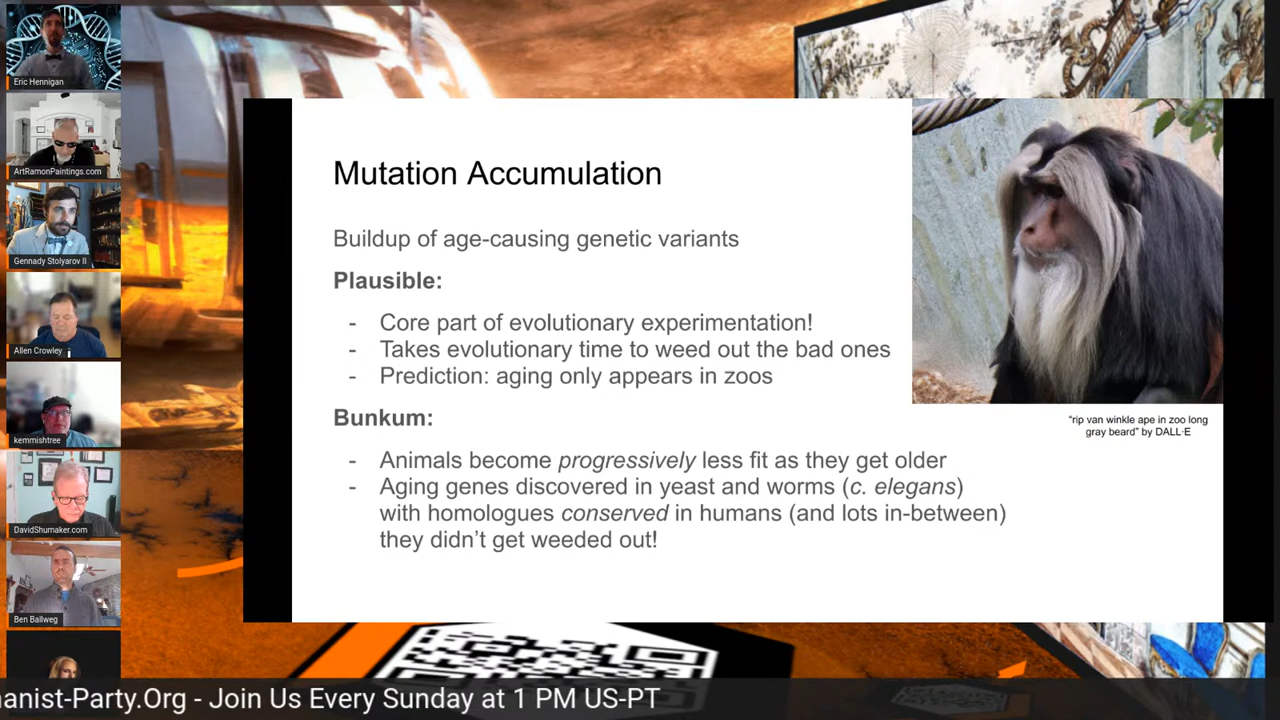 Eric Hennigan
ArtRamonPaintings.com
Gennady Stolyarov II
Allen Crowley
kemmishtree
DavidShumaker.com
Ben Ballweg
Mutation Accumulation
Buildup of age-causing genetic variants
Plausible:
- Core part of evolutionary experimentation!
- Takes evolutionary time to weed out the bad ones
- Prediction: aging only appears in zoos
Bunkum:
- Animals become progressively less fit as they get older
- Aging genes discovered in yeast and worms (c. elegans)
with homologues conserved in humans (and lots in-between)
they didn't get weeded out!
"rip van winkle ape in zoo long
gray beard" by DALL·E
anist-Party.Org - Join Us Every Sunday at 1 PM US-PT